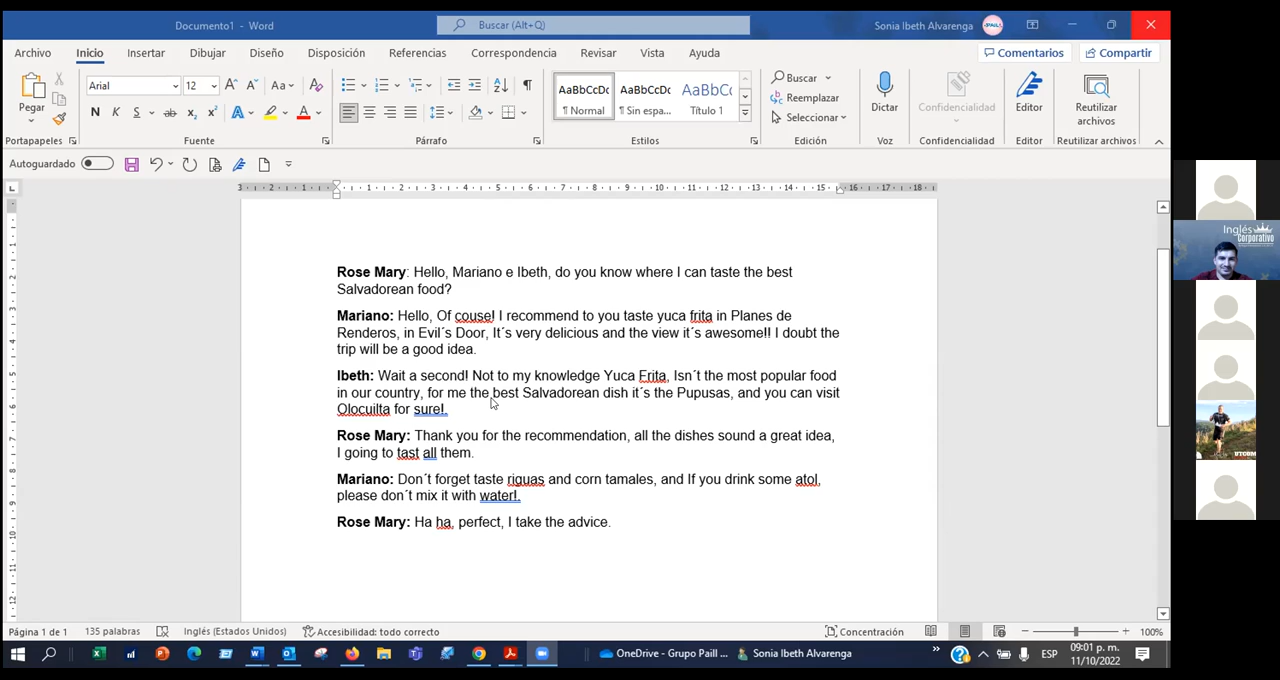 Documento1 - Word
Buscar (Alt+Q)
Sonia Ibeth Alvarenga
Archivo Inicio Insertar Dibujar Diseño Disposición Referencias Correspondencia Revisar Vista Ayuda Comentarios Compartir
Arial 12
Pegar
AaBbCcDc AaBbCcDc AaBbCc
¶ Normal ¶ Sin espa... Título 1
Buscar
Reemplazar
Seleccionar
Dictar Confidencialidad Editor Reutilizar archivos
Portapapeles Fuente Párrafo Estilos Edición Voz Confidencialidad Editor Reutilizar archivos
Autoguardado
Rose Mary: Hello, Mariano e Ibeth, do you know where I can taste the best
Salvadorean food?
Mariano: Hello, Of couse! I recommend to you taste yuca frita in Planes de
Renderos, in Evil´s Door, It´s very delicious and the view it´s awesome!! I doubt the
trip will be a good idea.
Ibeth: Wait a second! Not to my knowledge Yuca Frita, Isn´t the most popular food
in our country, for me the best Salvadorean dish it´s the Pupusas, and you can visit
Olocuilta for sure!.
Rose Mary: Thank you for the recommendation, all the dishes sound a great idea,
I going to tast all them.
Mariano: Don´t forget taste riguas and corn tamales, and If you drink some atol,
please don´t mix it with water!.
Rose Mary: Ha ha, perfect, I take the advice.
Inglés
Corporativo
Página 1 de 1 135 palabras Inglés (Estados Unidos) Accesibilidad: todo correcto Concentración 100%
OneDrive - Grupo Paill ... Sonia Ibeth Alvarenga ESP 09:01 p. m.
11/10/2022